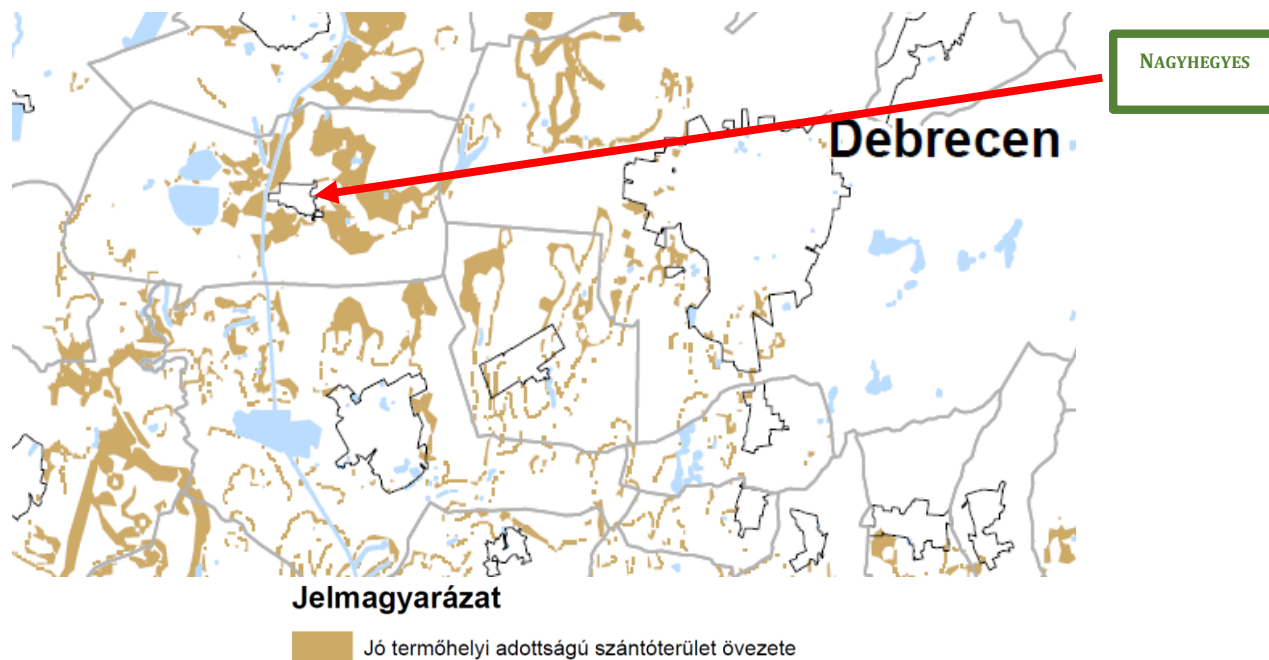 NAGYHEGYES
Debrecen
Jelmagyarázat
Jó termőhelyi adottságú szántóterület övezete